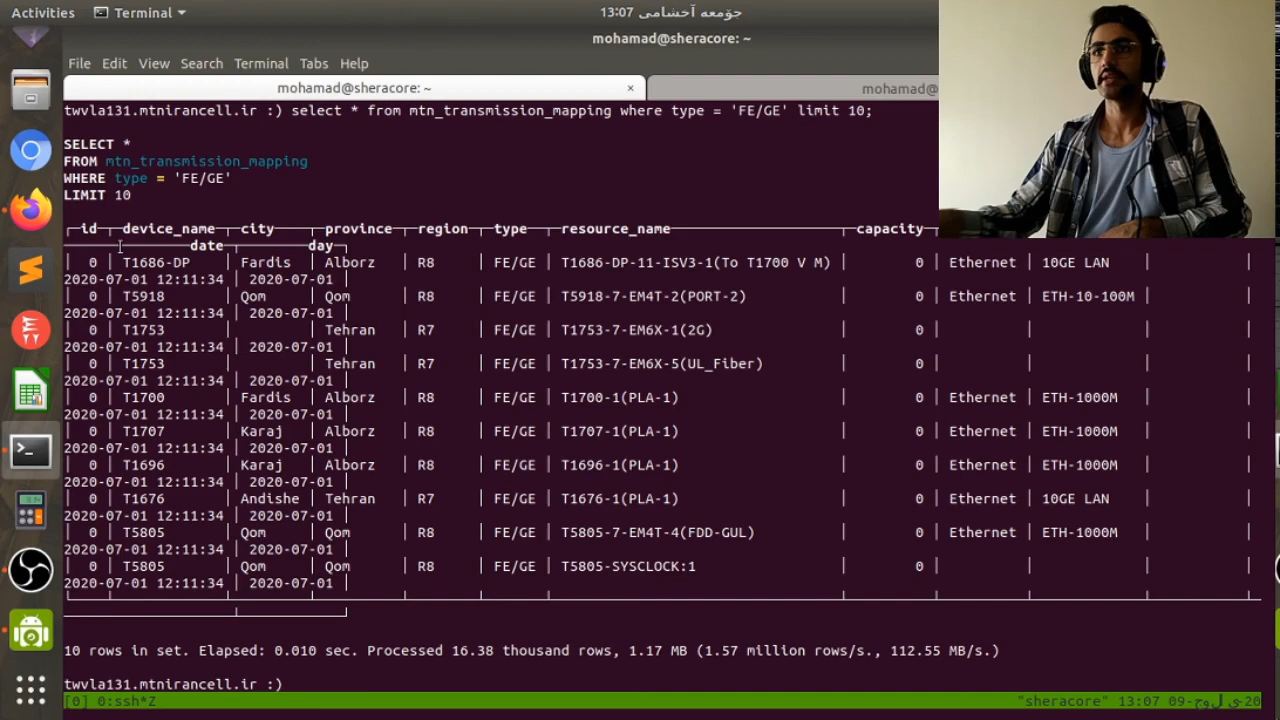 Activities Terminal جۆمعه آخشامی 13:07
mohamad@sheracore: ~
File Edit View Search Terminal Tabs Help
mohamad@sheracore: ~ × mohamad@
twvla131.mtnirancell.ir :) select * from mtn_transmission_mapping where type = 'FE/GE' limit 10;
SELECT *
FROM mtn_transmission_mapping
WHERE type = 'FE/GE'
LIMIT 10
id device_name city province region type resource_name capacity
date day
0 T1686-DP Fardis Alborz R8 FE/GE T1686-DP-11-ISV3-1(To T1700 V M) 0 Ethernet 10GE LAN
2020-07-01 12:11:34 2020-07-01
0 T5918 Qom Qom R8 FE/GE T5918-7-EM4T-2(PORT-2) 0 Ethernet ETH-10-100M
2020-07-01 12:11:34 2020-07-01
0 T1753 Tehran R7 FE/GE T1753-7-EM6X-1(2G) 0
2020-07-01 12:11:34 2020-07-01
0 T1753 Tehran R7 FE/GE T1753-7-EM6X-5(UL_Fiber) 0
2020-07-01 12:11:34 2020-07-01
0 T1700 Fardis Alborz R8 FE/GE T1700-1(PLA-1) 0 Ethernet ETH-1000M
2020-07-01 12:11:34 2020-07-01
0 T1707 Karaj Alborz R8 FE/GE T1707-1(PLA-1) 0 Ethernet ETH-1000M
2020-07-01 12:11:34 2020-07-01
0 T1696 Karaj Alborz R8 FE/GE T1696-1(PLA-1) 0 Ethernet ETH-1000M
2020-07-01 12:11:34 2020-07-01
0 T1676 Andishe Tehran R7 FE/GE T1676-1(PLA-1) 0 Ethernet 10GE LAN
2020-07-01 12:11:34 2020-07-01
0 T5805 Qom Qom R8 FE/GE T5805-7-EM4T-4(FDD-GUL) 0 Ethernet ETH-1000M
2020-07-01 12:11:34 2020-07-01
0 T5805 Qom Qom R8 FE/GE T5805-SYSCLOCK:1 0
2020-07-01 12:11:34 2020-07-01
10 rows in set. Elapsed: 0.010 sec. Processed 16.38 thousand rows, 1.17 MB (1.57 million rows/s., 112.55 MB/s.)
twvla131.mtnirancell.ir :)
[0] 0:ssh*Z "sheracore" 13:07 09-